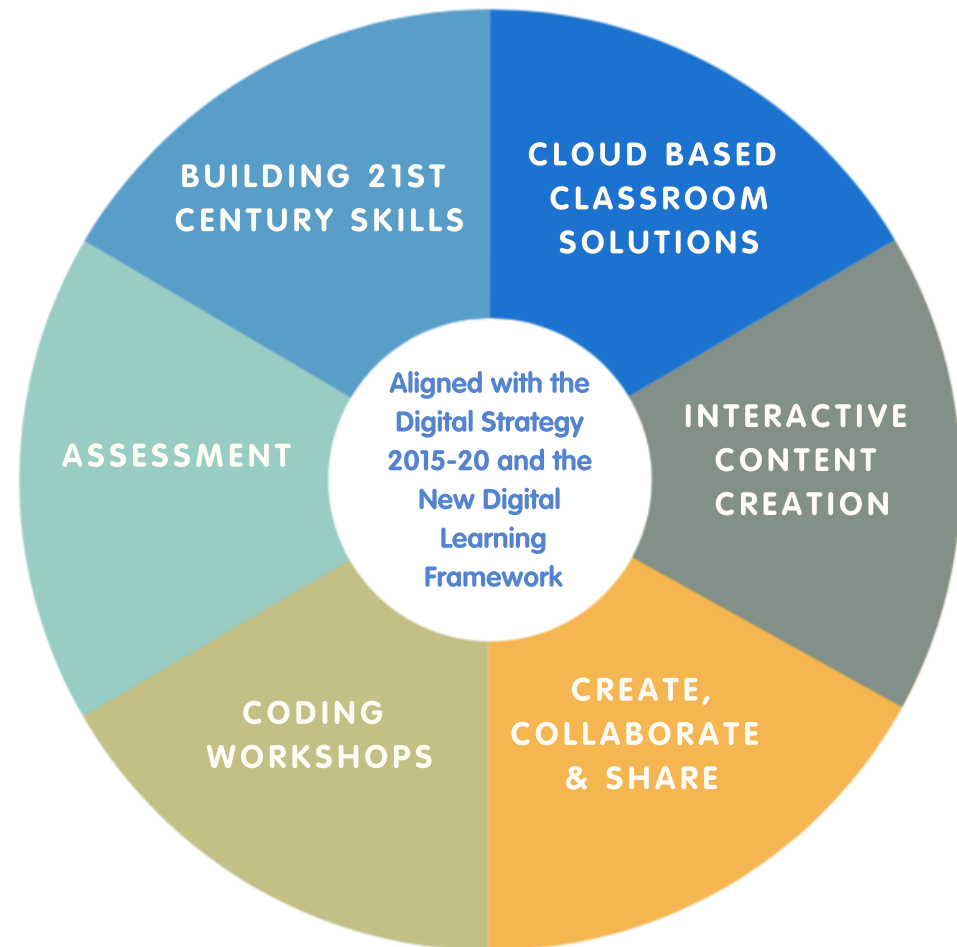 BUILDING 21ST
CENTURY SKILLS
CLOUD BASED
CLASSROOM
SOLUTIONS
INTERACTIVE
CONTENT
CREATION
CREATE,
COLLABORATE
& SHARE
CODING
WORKSHOPS
ASSESSMENT
Aligned with the
Digital Strategy
2015-20 and the
New Digital
Learning
Framework